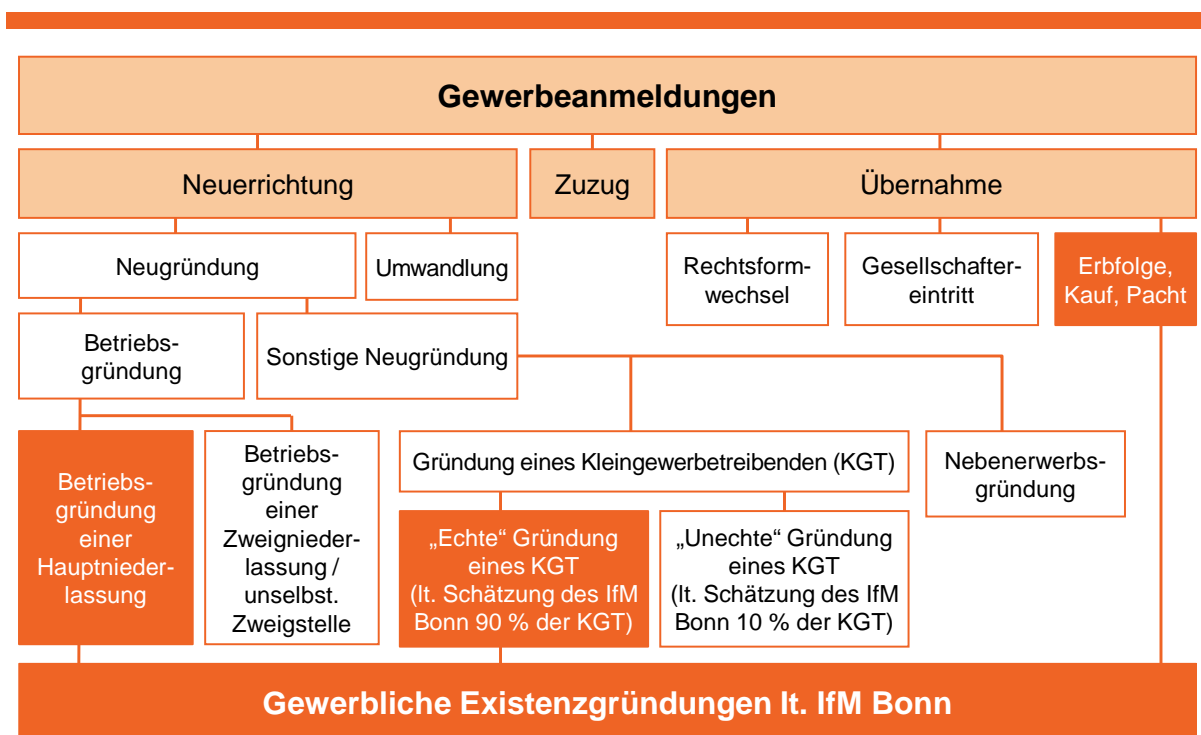 Gewerbeanmeldungen
Neuerrichtung
Zuzug
Übernahme
Neugründung
Umwandlung
Rechtsform-
wechsel
Gesellschafter-
eintritt
Erbfolge,
Kauf, Pacht
Betriebs-
gründung
Sonstige Neugründung
Betriebs-
gründung
einer
Hauptnieder-
lassung
Betriebs-
gründung
einer
Zweignieder-
lassung /
unselbst.
Zweigstelle
Gründung eines Kleingewerbetreibenden (KGT)
Nebenerwerbs-
gründung
„Echte“ Gründung
eines KGT
(lt. Schätzung des IfM
Bonn 90 % der KGT)
„Unechte“ Gründung
eines KGT
(lt. Schätzung des IfM
Bonn 10 % der KGT)
Gewerbliche Existenzgründungen lt. IfM Bonn